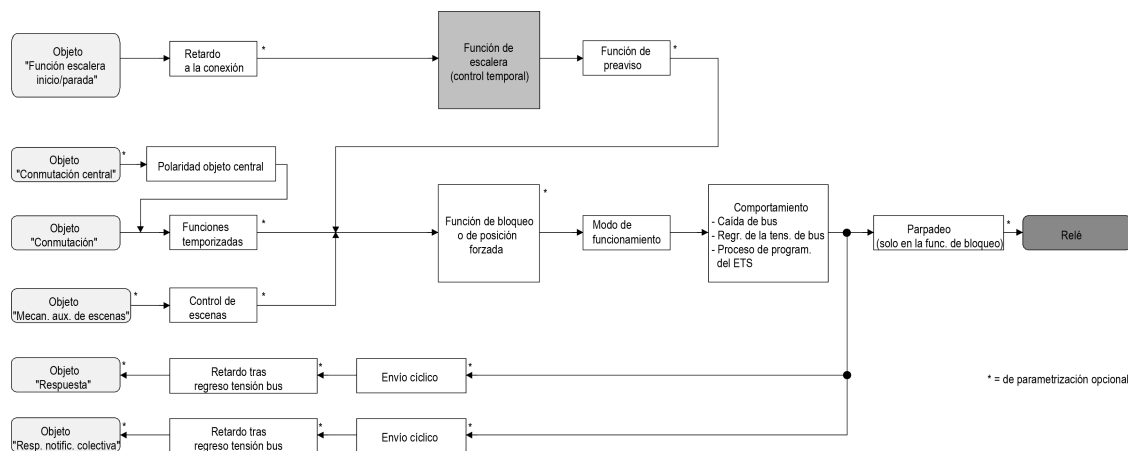 Objeto
"Función escalera
inicio/parada"
Retardo
a la conexión
*
Función de
escalera
(control temporal)
Función de
preaviso
*
Objeto
"Conmutación central"
*
Polaridad objeto central
Objeto
"Conmutación"
Funciones
temporizadas
*
Función de bloqueo
o de posición
forzada
*
Modo de
funcionamiento
Comportamiento
- Caída de bus
- Regr. de la tens. de bus
- Proceso de program.
del ETS
Parpadeo
(solo en la func. de bloqueo)
*
Relé
Objeto
"Mecan. aux. de escenas"
*
Control de
escenas
*
Objeto
"Respuesta"
*
Retardo tras
regreso tensión bus
*
Envío cíclico
*
* = de parametrización opcional
Objeto
"Resp. notific. colectiva"
*
Retardo tras
regreso tensión bus
*
Envío cíclico
*